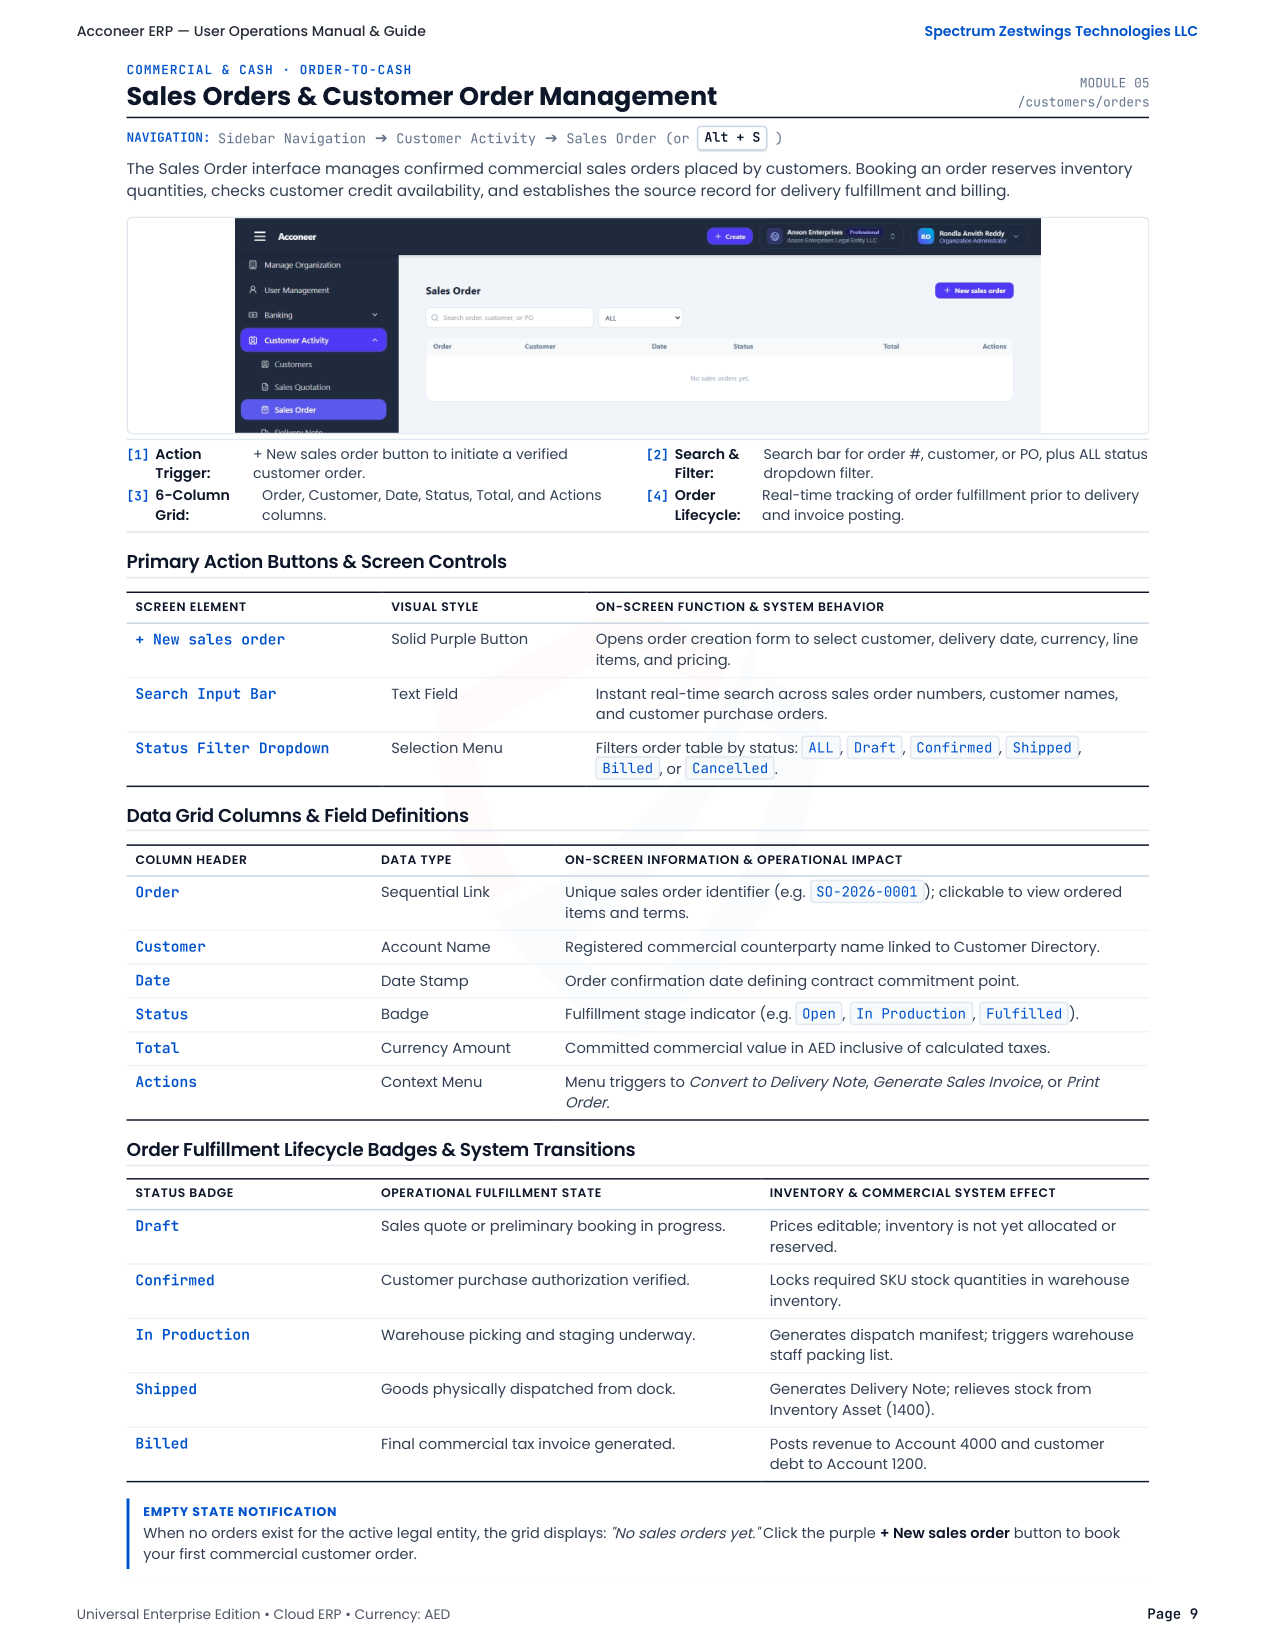 Acconeer ERP — User Operations Manual & Guide
Spectrum Zestwings Technologies LLC
COMMERCIAL & CASH · ORDER-TO-CASH
Sales Orders & Customer Order Management
MODULE 05
/customers/orders
NAVIGATION: Sidebar Navigation ➔ Customer Activity ➔ Sales Order (or Alt + S )
The Sales Order interface manages confirmed commercial sales orders placed by customers. Booking an order reserves inventory
quantities, checks customer credit availability, and establishes the source record for delivery fulfillment and billing.
Acconeer
+ Create
Anson Enterprises Professional
Anson Enterprises Legal Entity LLC
RO
Rondla Anvith Reddy
Organization Administrator
Manage Organization
User Management
Banking
Customer Activity
Customers
Sales Quotation
Sales Order
Delivery Note
Sales Order
+ New sales order
Search order, customer, or PO
ALL
Order Customer Date Status Total Actions
No sales orders yet.
[1] Action Trigger: + New sales order button to initiate a verified
customer order.
[2] Search & Filter: Search bar for order #, customer, or PO, plus ALL status
dropdown filter.
[3] 6-Column Grid: Order, Customer, Date, Status, Total, and Actions
columns.
[4] Order Lifecycle: Real-time tracking of order fulfillment prior to delivery
and invoice posting.
Primary Action Buttons & Screen Controls
SCREEN ELEMENT VISUAL STYLE ON-SCREEN FUNCTION & SYSTEM BEHAVIOR
+ New sales order Solid Purple Button Opens order creation form to select customer, delivery date, currency, line
items, and pricing.
Search Input Bar Text Field Instant real-time search across sales order numbers, customer names,
and customer purchase orders.
Status Filter Dropdown Selection Menu Filters order table by status: ALL, Draft, Confirmed, Shipped,
Billed, or Cancelled.
Data Grid Columns & Field Definitions
COLUMN HEADER DATA TYPE ON-SCREEN INFORMATION & OPERATIONAL IMPACT
Order Sequential Link Unique sales order identifier (e.g. SO-2026-0001); clickable to view ordered
items and terms.
Customer Account Name Registered commercial counterparty name linked to Customer Directory.
Date Date Stamp Order confirmation date defining contract commitment point.
Status Badge Fulfillment stage indicator (e.g. Open, In Production, Fulfilled).
Total Currency Amount Committed commercial value in AED inclusive of calculated taxes.
Actions Context Menu Menu triggers to Convert to Delivery Note, Generate Sales Invoice, or Print
Order.
Order Fulfillment Lifecycle Badges & System Transitions
STATUS BADGE OPERATIONAL FULFILLMENT STATE INVENTORY & COMMERCIAL SYSTEM EFFECT
Draft Sales quote or preliminary booking in progress. Prices editable; inventory is not yet allocated or
reserved.
Confirmed Customer purchase authorization verified. Locks required SKU stock quantities in warehouse
inventory.
In Production Warehouse picking and staging underway. Generates dispatch manifest; triggers warehouse
staff packing list.
Shipped Goods physically dispatched from dock. Generates Delivery Note; relieves stock from
Inventory Asset (1400).
Billed Final commercial tax invoice generated. Posts revenue to Account 4000 and customer
debt to Account 1200.
EMPTY STATE NOTIFICATION
When no orders exist for the active legal entity, the grid displays: "No sales orders yet." Click the purple + New sales order button to book
your first commercial customer order.
Universal Enterprise Edition • Cloud ERP • Currency: AED
Page 9